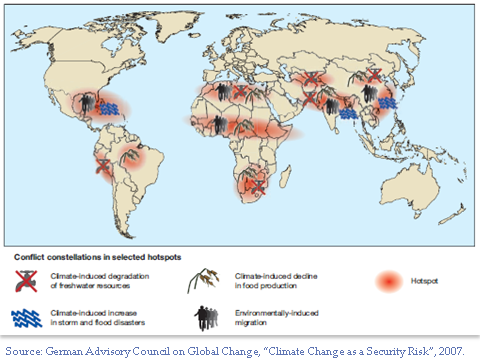 Conflict constellations in selected hotspots
Climate-induced degradation
of freshwater resources
Climate-induced decline
in food production
Hotspot
Climate-induced increase
in storm and flood disasters
Environmentally-induced
migration
Source: German Advisory Council on Global Change, “Climate Change as a Security Risk”, 2007.